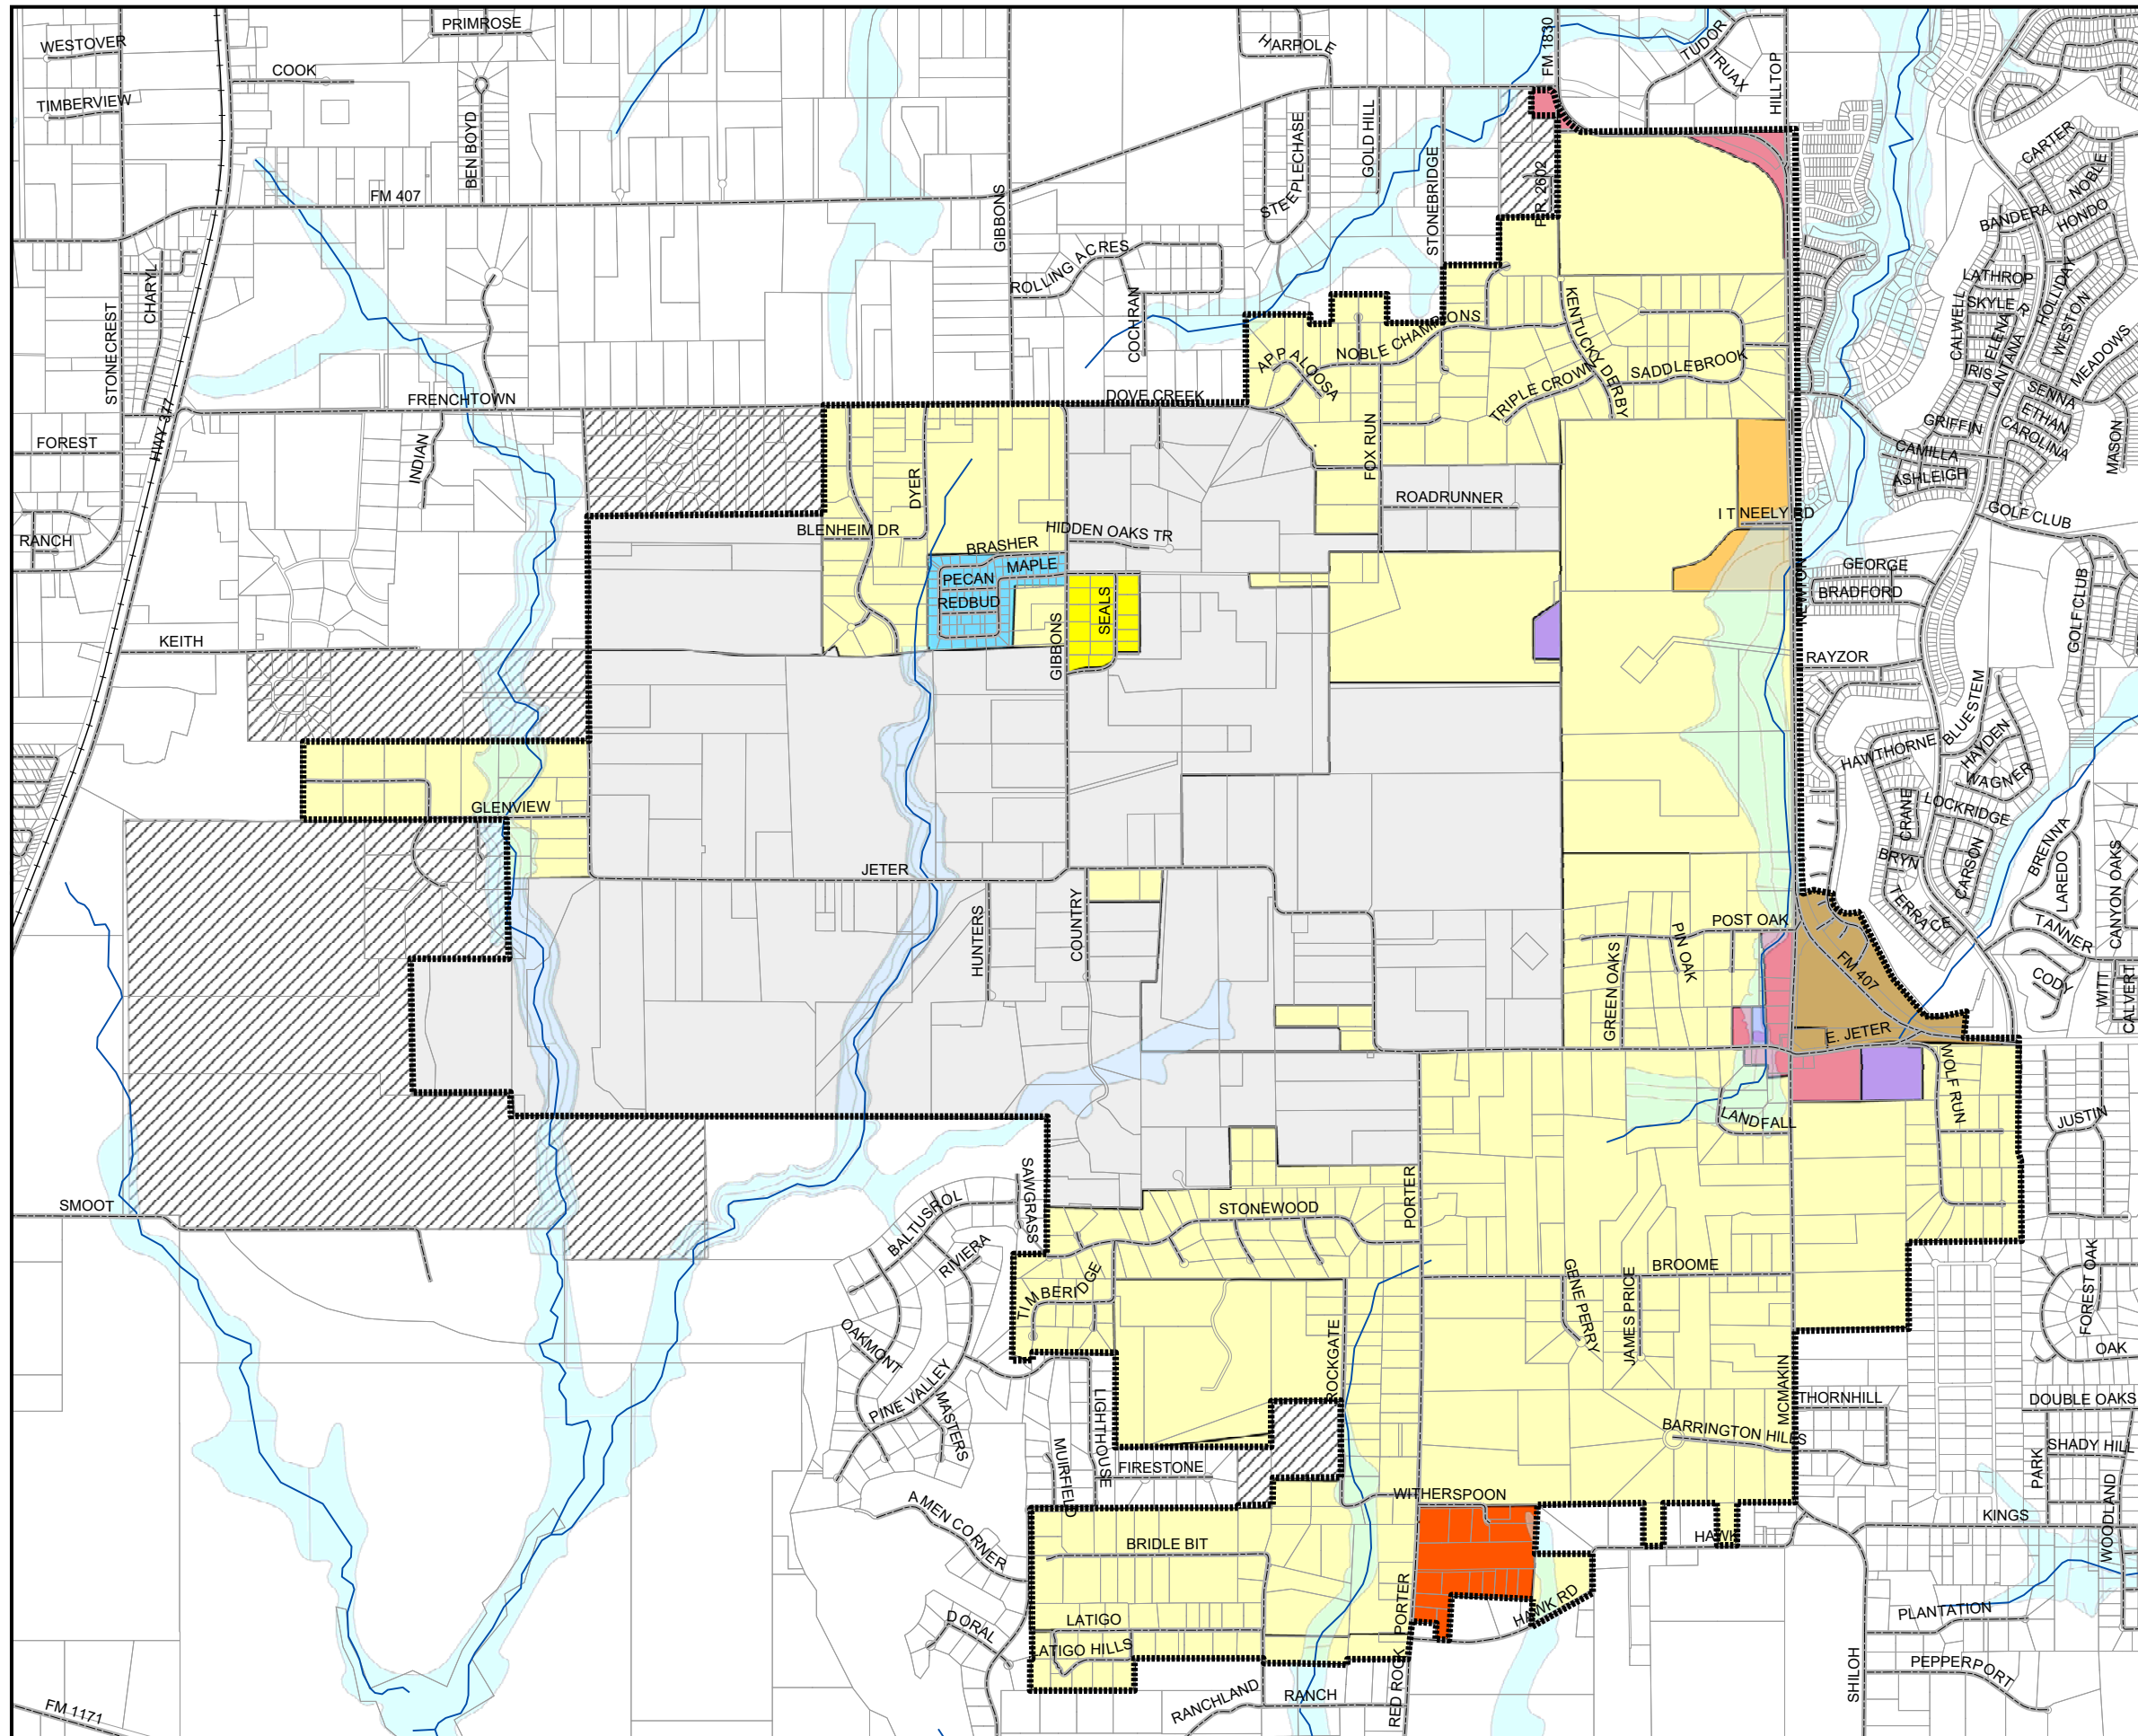 PRIMROSE
WESTOVER
HARPOLE
FM 1830
TUDOR
TRUAX
HILLTOP
COOK
TIMBERVIEW
BEN BOYD
STEEPLECHASE
GOLD HILL
STONEBRIDGE
PR 2602
CARTER
NOBLE
FM 407
GIBBONS
BANDERA
HONDO
ROLLING ACRES
COCHRAN
CHARYL
STONECREST
LATHROP
SKYLER
CALWELL
ELENA
IRIS
LANTANA
HOLLIDAY
WESTON
MEADOWS
KENTUCKY DERBY
NOBLE CHAMPIONS
APPALOOSA
TRIPLE CROWN
SADDLEBROOK
DOVE CREEK
FRENCHTOWN
SENNA
ETHAN
CAROLINA
GRIFFIN
CAMILLA
ASHLEIGH
MASON
FOREST
HWY 377
INDIAN
DYER
FOX RUN
ROADRUNNER
I T NEELY RD
GOLF CLUB
RANCH
BLENHEIM DR
HIDDEN OAKS TR
BRASHER
PECAN
MAPLE
REDBUD
SEALS
GIBBONS
GEORGE
BRADFORD
GOLF CLUB
KEITH
RAYZOR
BLUESTEM
HAWTHORNE
HAYDEN
WAGNER
LOCKRIDGE
CRANE
BRYN
CARSON
TERRACE
BRENNA
LAREDO
CANYON OAKS
TANNER
CODY
WITT
CALVERT
GLENVIEW
JETER
HUNTERS
COUNTRY
POST OAK
PIN OAK
GREEN OAKS
FM 407
E. JETER
WOLF RUN
LANDFALL
JUSTIN
SMOOT
SAWGRASS
BALTUSROL
RIVIERA
STONEWOOD
PORTER
TIMBERIDGE
BROOME
GENE PERRY
JAMES PRICE
FOREST OAK
OAK
OAKMONT
PINE VALLEY
MASTERS
LIGHTHOUSE
MUIRFIELD
ROCKGATE
MCMAKIN
THORNHILL
DOUBLE OAKS
BARRINGTON HILLS
SHADY HILL
PARK
WOODLAND
FIRESTONE
WITHERSPOON
AMEN CORNER
BRIDLE BIT
HAWK
KINGS
PORTER
HAWK RD
PLANTATION
DORAL
LATIGO
LATIGO HILLS
RED ROCK
SHILOH
PEPPERPORT
RANCHLAND
RANCH
FM 1171